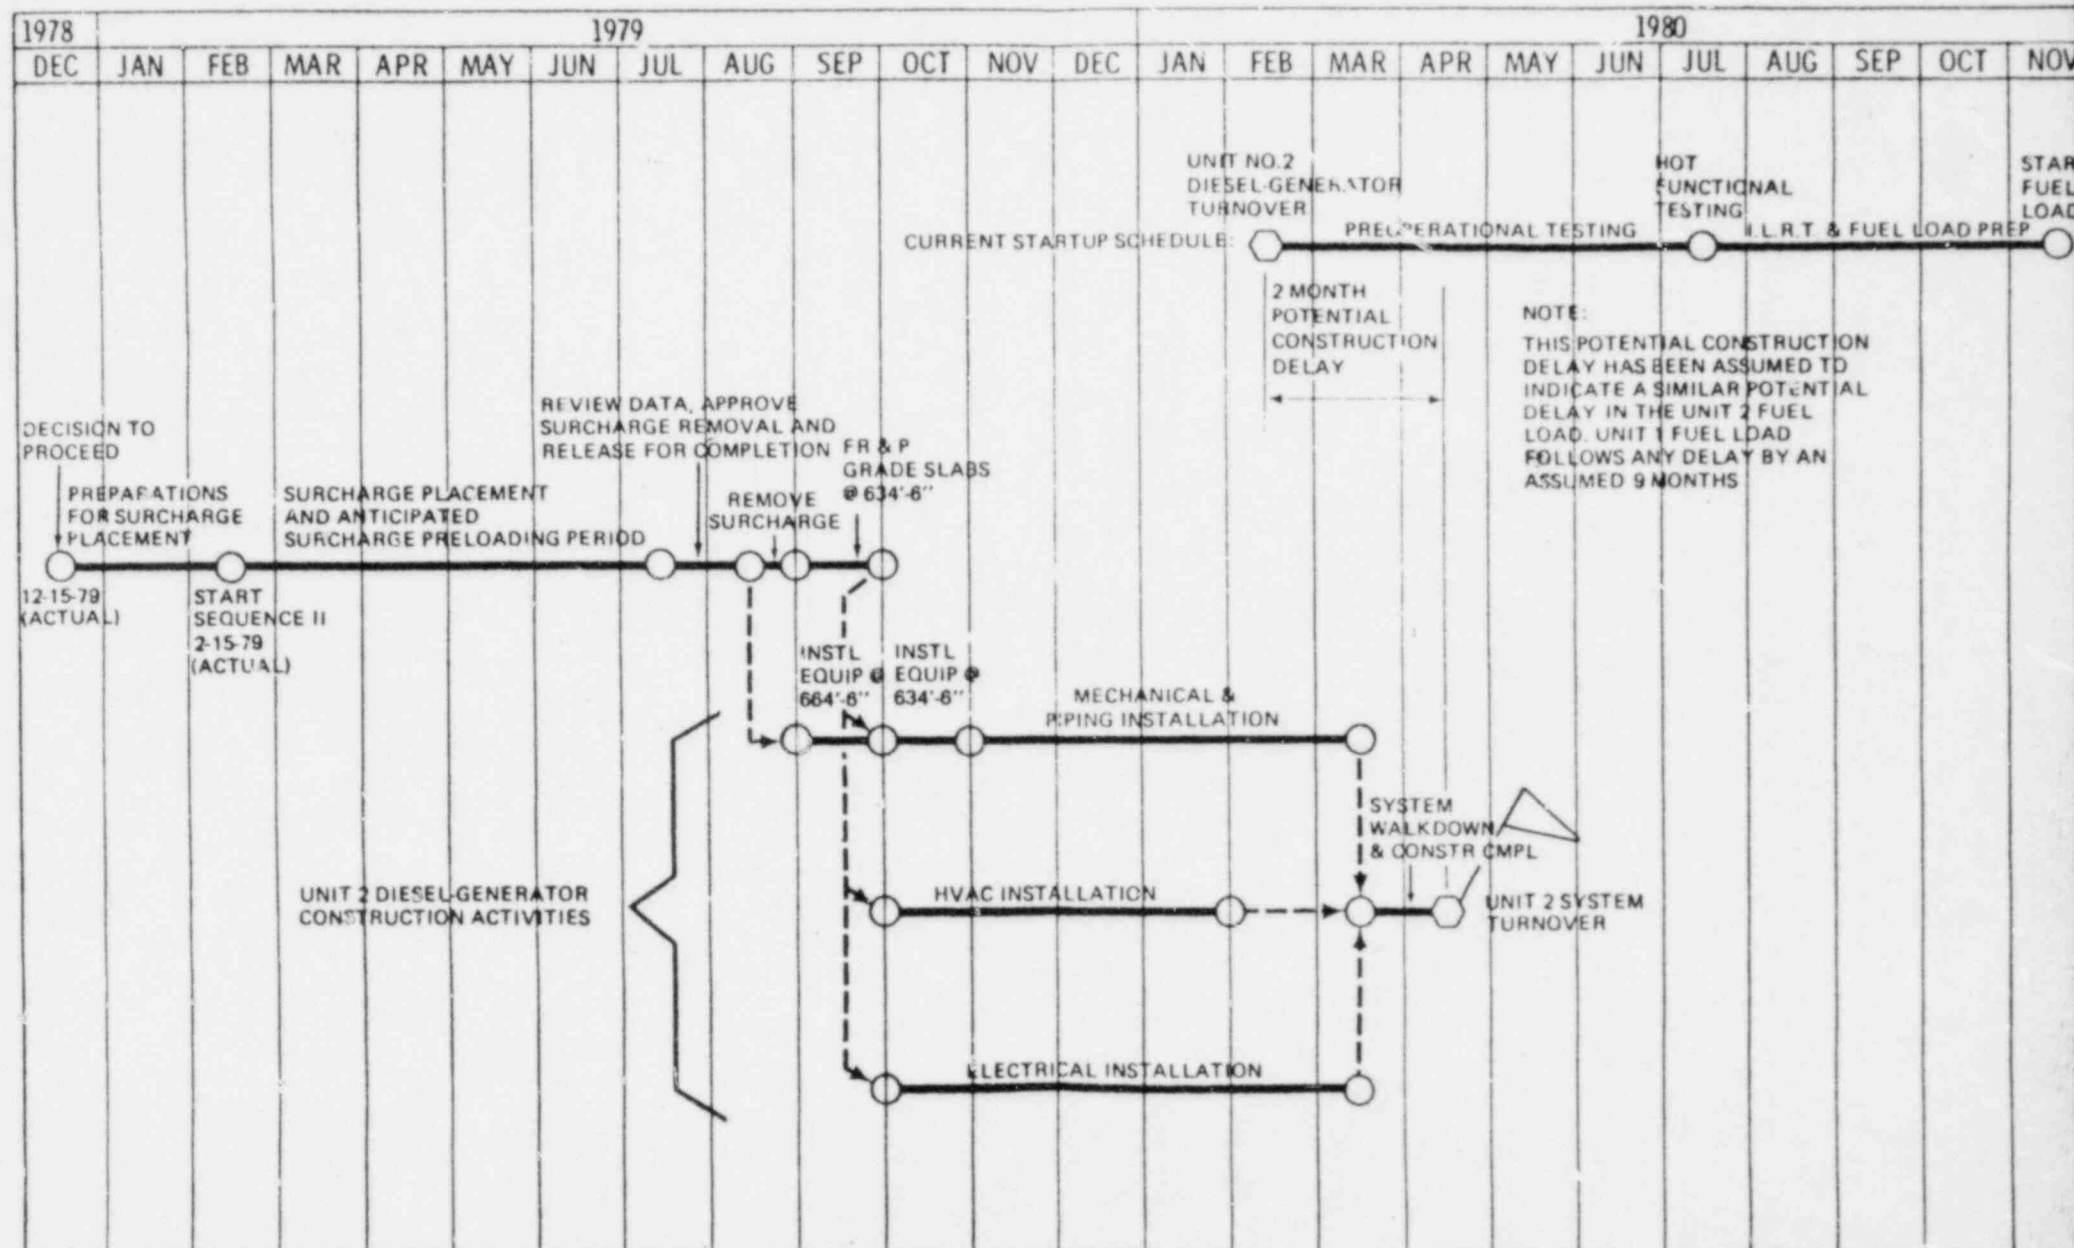 1978 1979 1980
DEC JAN FEB MAR APR MAY JUN JUL AUG SEP OCT NOV DEC JAN FEB MAR APR MAY JUN JUL AUG SEP OCT NOV
UNIT NO.2
DIESEL-GENERATOR
TURNOVER
HOT
FUNCTIONAL
TESTING
STAR
FUEL
LOAD
CURRENT STARTUP SCHEDULE:
PREOPERATIONAL TESTING
I.L.R.T. & FUEL LOAD PREP
2 MONTH
POTENTIAL
CONSTRUCTION
DELAY
NOTE:
THIS POTENTIAL CONSTRUCTION
DELAY HAS BEEN ASSUMED TO
INDICATE A SIMILAR POTENTIAL
DELAY IN THE UNIT 2 FUEL
LOAD. UNIT 1 FUEL LOAD
FOLLOWS ANY DELAY BY AN
ASSUMED 9 MONTHS
DECISION TO
PROCEED
PREPARATIONS
FOR SURCHARGE
PLACEMENT
SURCHARGE PLACEMENT
AND ANTICIPATED
SURCHARGE PRELOADING PERIOD
REVIEW DATA, APPROVE
SURCHARGE REMOVAL AND
RELEASE FOR COMPLETION
REMOVE
SURCHARGE
FR & P
GRADE SLABS
@ 634'-6"
12-15-79
(ACTUAL)
START
SEQUENCE II
2-15-79
(ACTUAL)
INSTL
EQUIP @
664'-6"
INSTL
EQUIP @
634'-6"
MECHANICAL &
PIPING INSTALLATION
SYSTEM
WALKDOWN
& CONSTR CMPL
UNIT 2 DIESEL-GENERATOR
CONSTRUCTION ACTIVITIES
HVAC INSTALLATION
UNIT 2 SYSTEM
TURNOVER
ELECTRICAL INSTALLATION